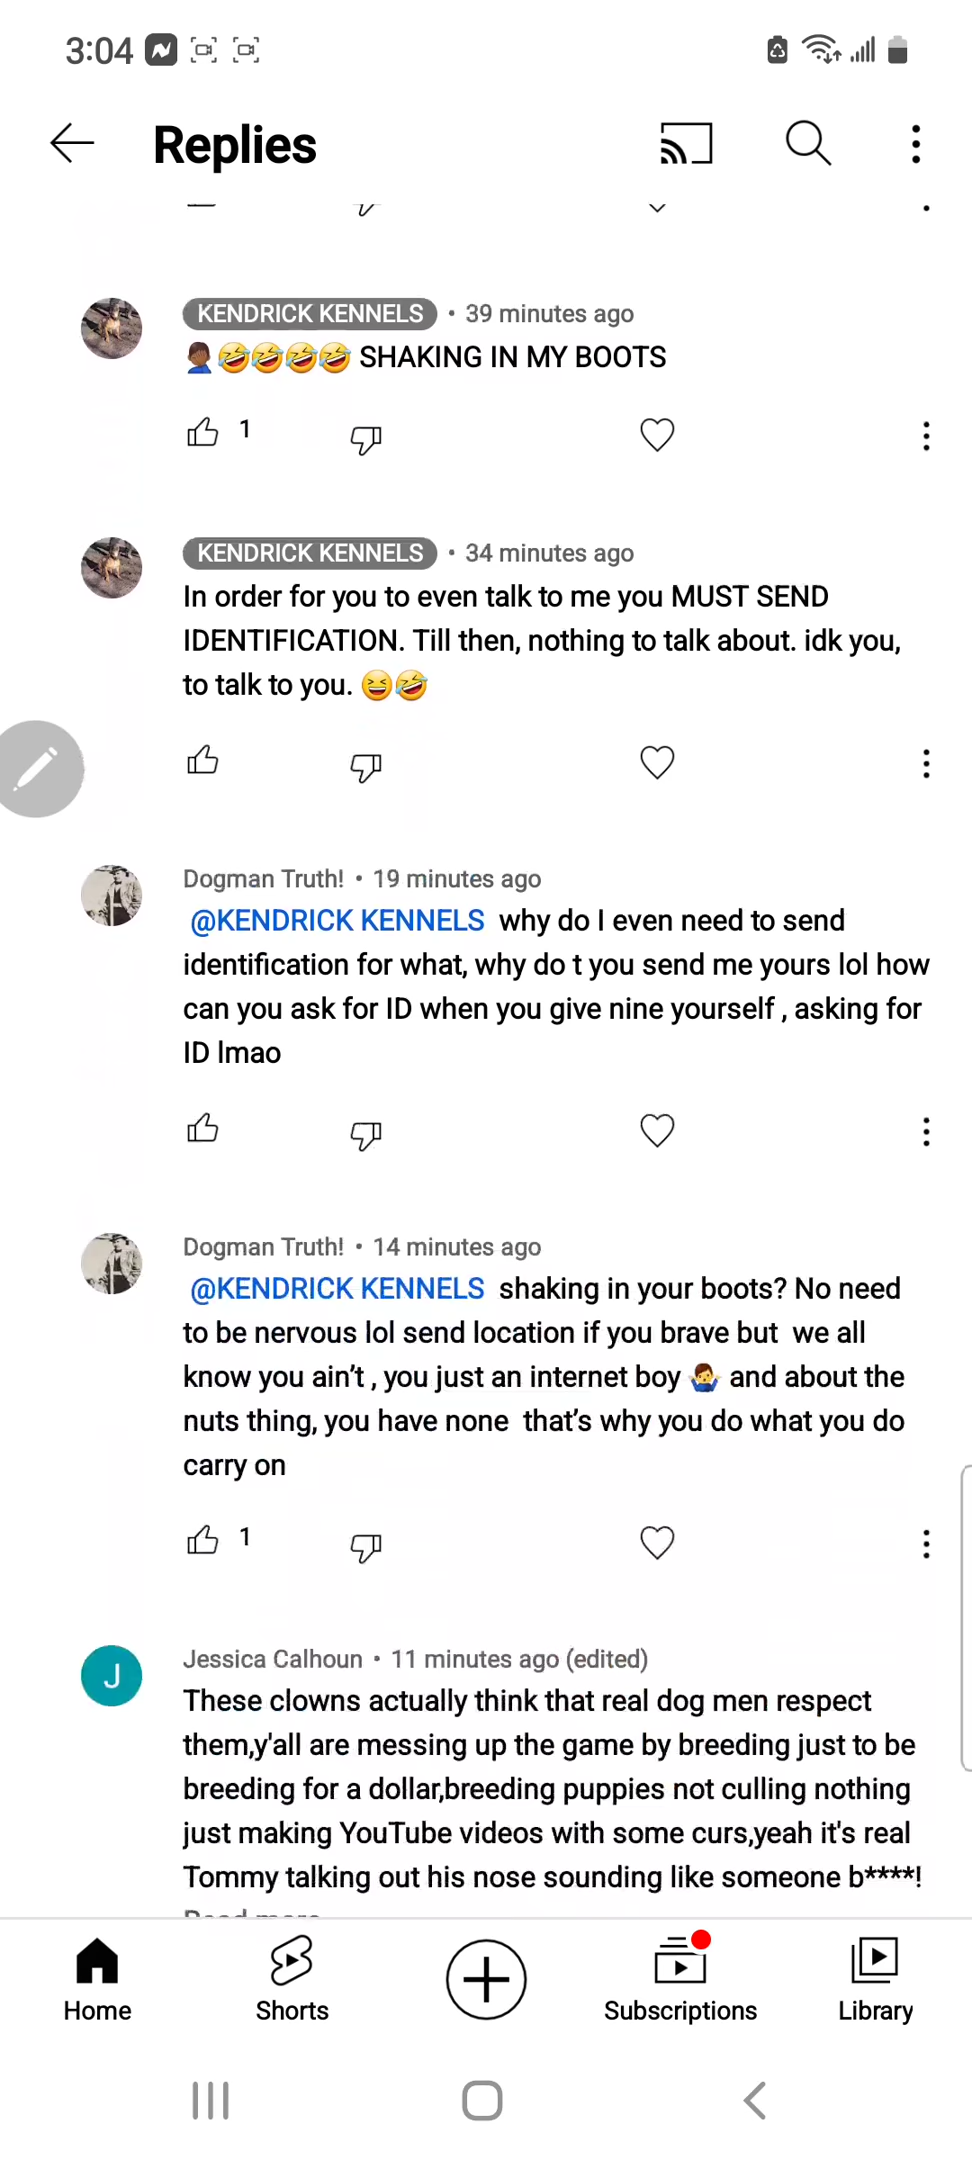 3:04
Replies
KENDRICK KENNELS • 39 minutes ago
🤦🏾‍♂️🤣🤣🤣🤣 SHAKING IN MY BOOTS
1
KENDRICK KENNELS • 34 minutes ago
In order for you to even talk to me you MUST SEND
IDENTIFICATION. Till then, nothing to talk about. idk you,
to talk to you. 😆🤣
Dogman Truth! • 19 minutes ago
@KENDRICK KENNELS why do I even need to send
identification for what, why do t you send me yours lol how
can you ask for ID when you give nine yourself , asking for
ID lmao
Dogman Truth! • 14 minutes ago
@KENDRICK KENNELS shaking in your boots? No need
to be nervous lol send location if you brave but we all
know you ain’t , you just an internet boy 🤷‍♂️ and about the
nuts thing, you have none that’s why you do what you do
carry on
1
J
Jessica Calhoun • 11 minutes ago (edited)
These clowns actually think that real dog men respect
them,y'all are messing up the game by breeding just to be
breeding for a dollar,breeding puppies not culling nothing
just making YouTube videos with some curs,yeah it's real
Tommy talking out his nose sounding like someone b****!
Read more
Home
Shorts
Subscriptions
Library